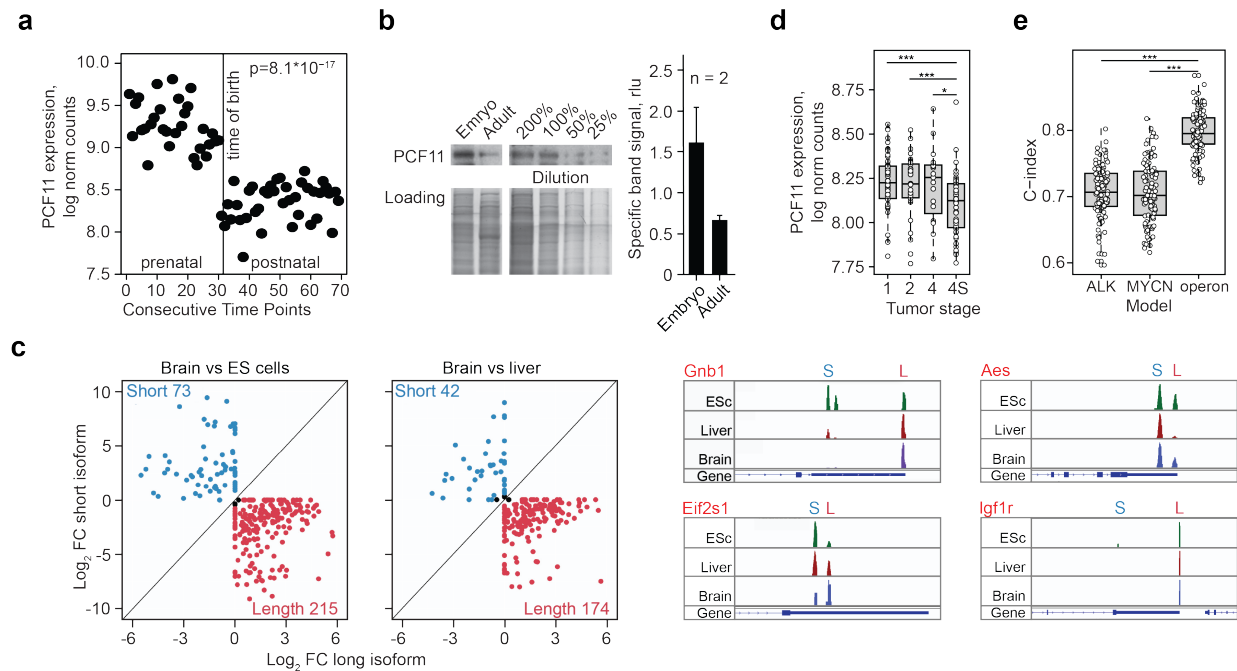 a
PCF11 expression,
log norm counts
10.0
9.5
9.0
8.5
8.0
7.5
p=8.1*10⁻¹⁷
time of birth
prenatal
postnatal
0 10 20 30 40 50 60 70
Consecutive Time Points
b
Embryo
Adult
200%
100%
50%
25%
PCF11
Dilution
Loading
Specific band signal, rlu
2.5
2.0
1.5
1.0
0.5
0
n = 2
Embryo
Adult
d
PCF11 expression,
log norm counts
8.75
8.50
8.25
8.00
7.75
***
***
*
1 2 4 4S
Tumor stage
e
C-index
0.8
0.7
0.6
***
***
ALK MYCN operon
Model
c
Brain vs ES cells
Short 73
Length 215
Log₂ FC short isoform
10
5
0
-5
-10
-6 -3 0 3 6
Brain vs liver
Short 42
Length 174
-6 -3 0 3 6
Log₂ FC long isoform
Gnb1
S L
ESc
Liver
Brain
Gene
Aes
S L
ESc
Liver
Brain
Gene
Eif2s1
S L
ESc
Liver
Brain
Gene
Igf1r
S L
ESc
Liver
Brain
Gene